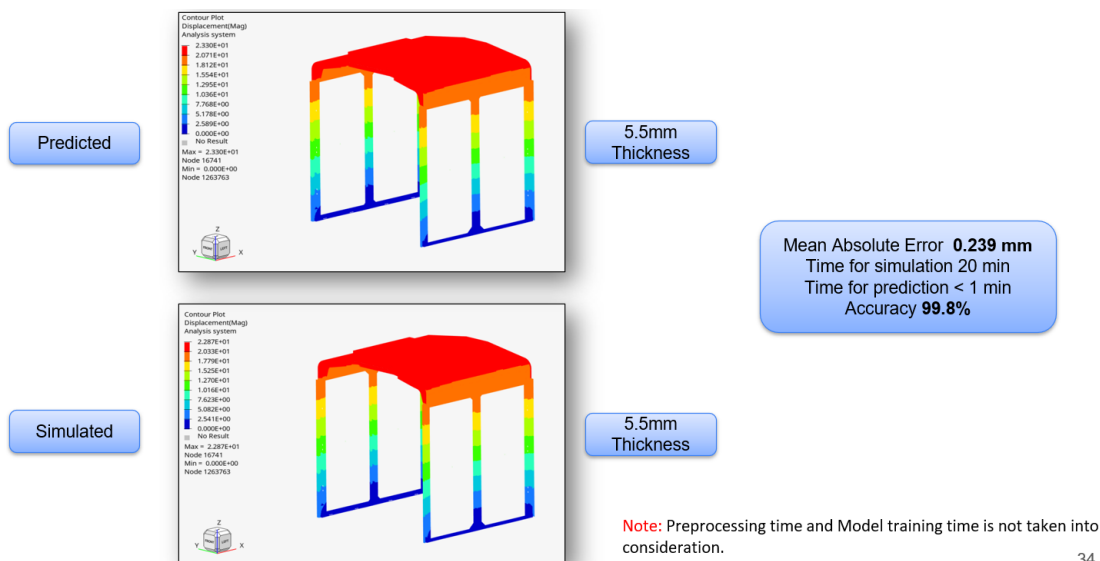 Contour Plot
Displacement(Mag)
Analysis system
2.330E+01
2.071E+01
1.812E+01
1.554E+01
1.295E+01
1.036E+01
7.768E+00
5.178E+00
2.589E+00
0.000E+00
No Result
Max = 2.330E+01
Node 16741
Min = 0.000E+00
Node 1263763
Z
Y
X
Predicted
5.5mm
Thickness
Mean Absolute Error 0.239 mm
Time for simulation 20 min
Time for prediction < 1 min
Accuracy 99.8%
Contour Plot
Displacement(Mag)
Analysis system
2.287E+01
2.033E+01
1.779E+01
1.525E+01
1.270E+01
1.016E+01
7.623E+00
5.082E+00
2.541E+00
0.000E+00
No Result
Max = 2.287E+01
Node 16741
Min = 0.000E+00
Node 1263763
Z
Y
X
Simulated
5.5mm
Thickness
Note: Preprocessing time and Model training time is not taken into
consideration.
34